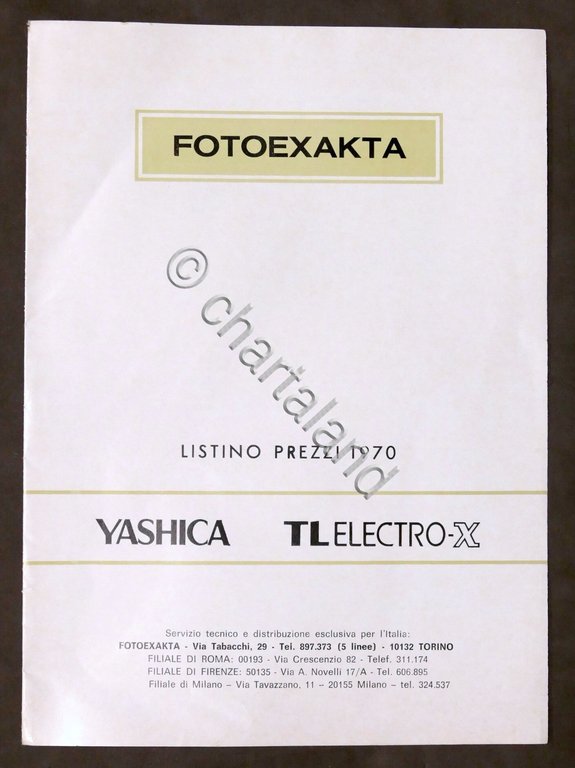 FOTOEXAKTA
© chartaland
LISTINO PREZZI 1970
YASHICA TL ELECTRO-X
Servizio tecnico e distribuzione esclusiva per l'Italia:
FOTOEXAKTA - Via Tabacchi, 29 - Tel. 897.373 (5 linee) - 10132 TORINO
FILIALE DI ROMA: 00193 - Via Crescenzio 82 - Telef. 311.174
FILIALE DI FIRENZE: 50135 - Via A. Novelli 17/A - Tel. 606.895
Filiale di Milano – Via Tavazzano, 11 – 20155 Milano – tel. 324.537